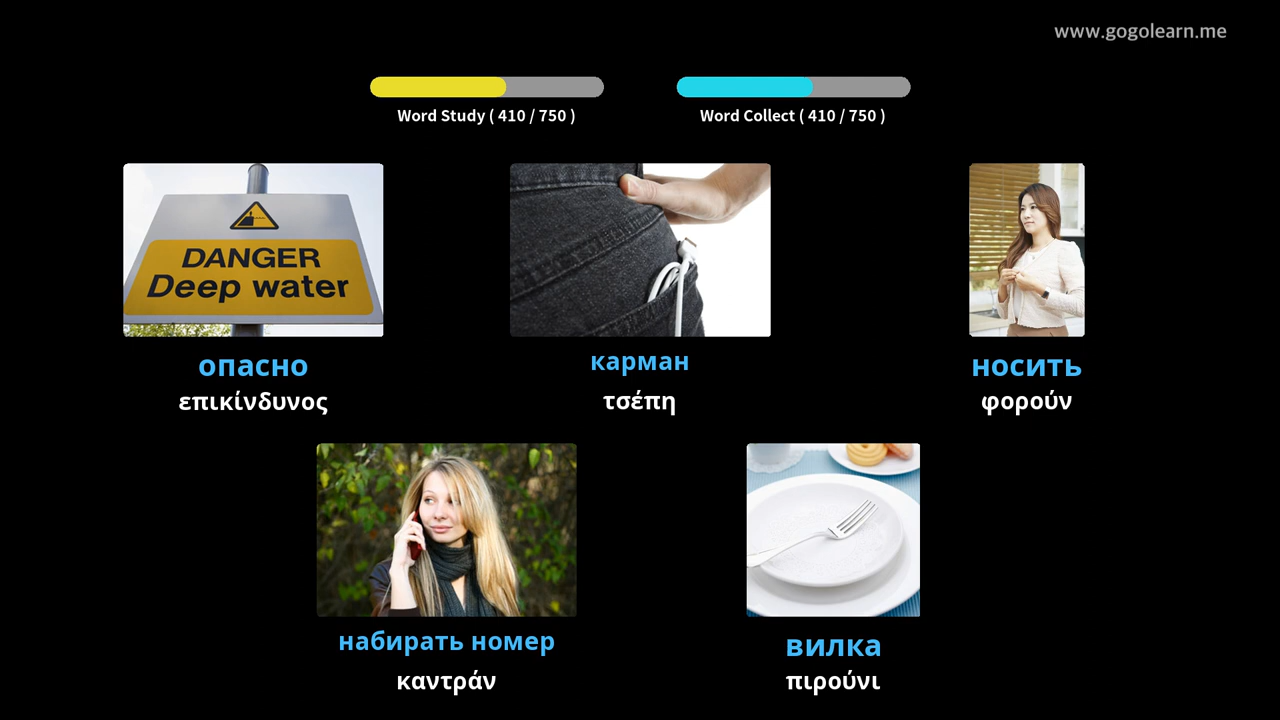 www.gogolearn.me
Word Study ( 410 / 750 )
Word Collect ( 410 / 750 )
DANGER
Deep water
опасно
επικίνδυνος
карман
τσέπη
носить
φορούν
набирать номер
καντράν
вилка
πιρούνι